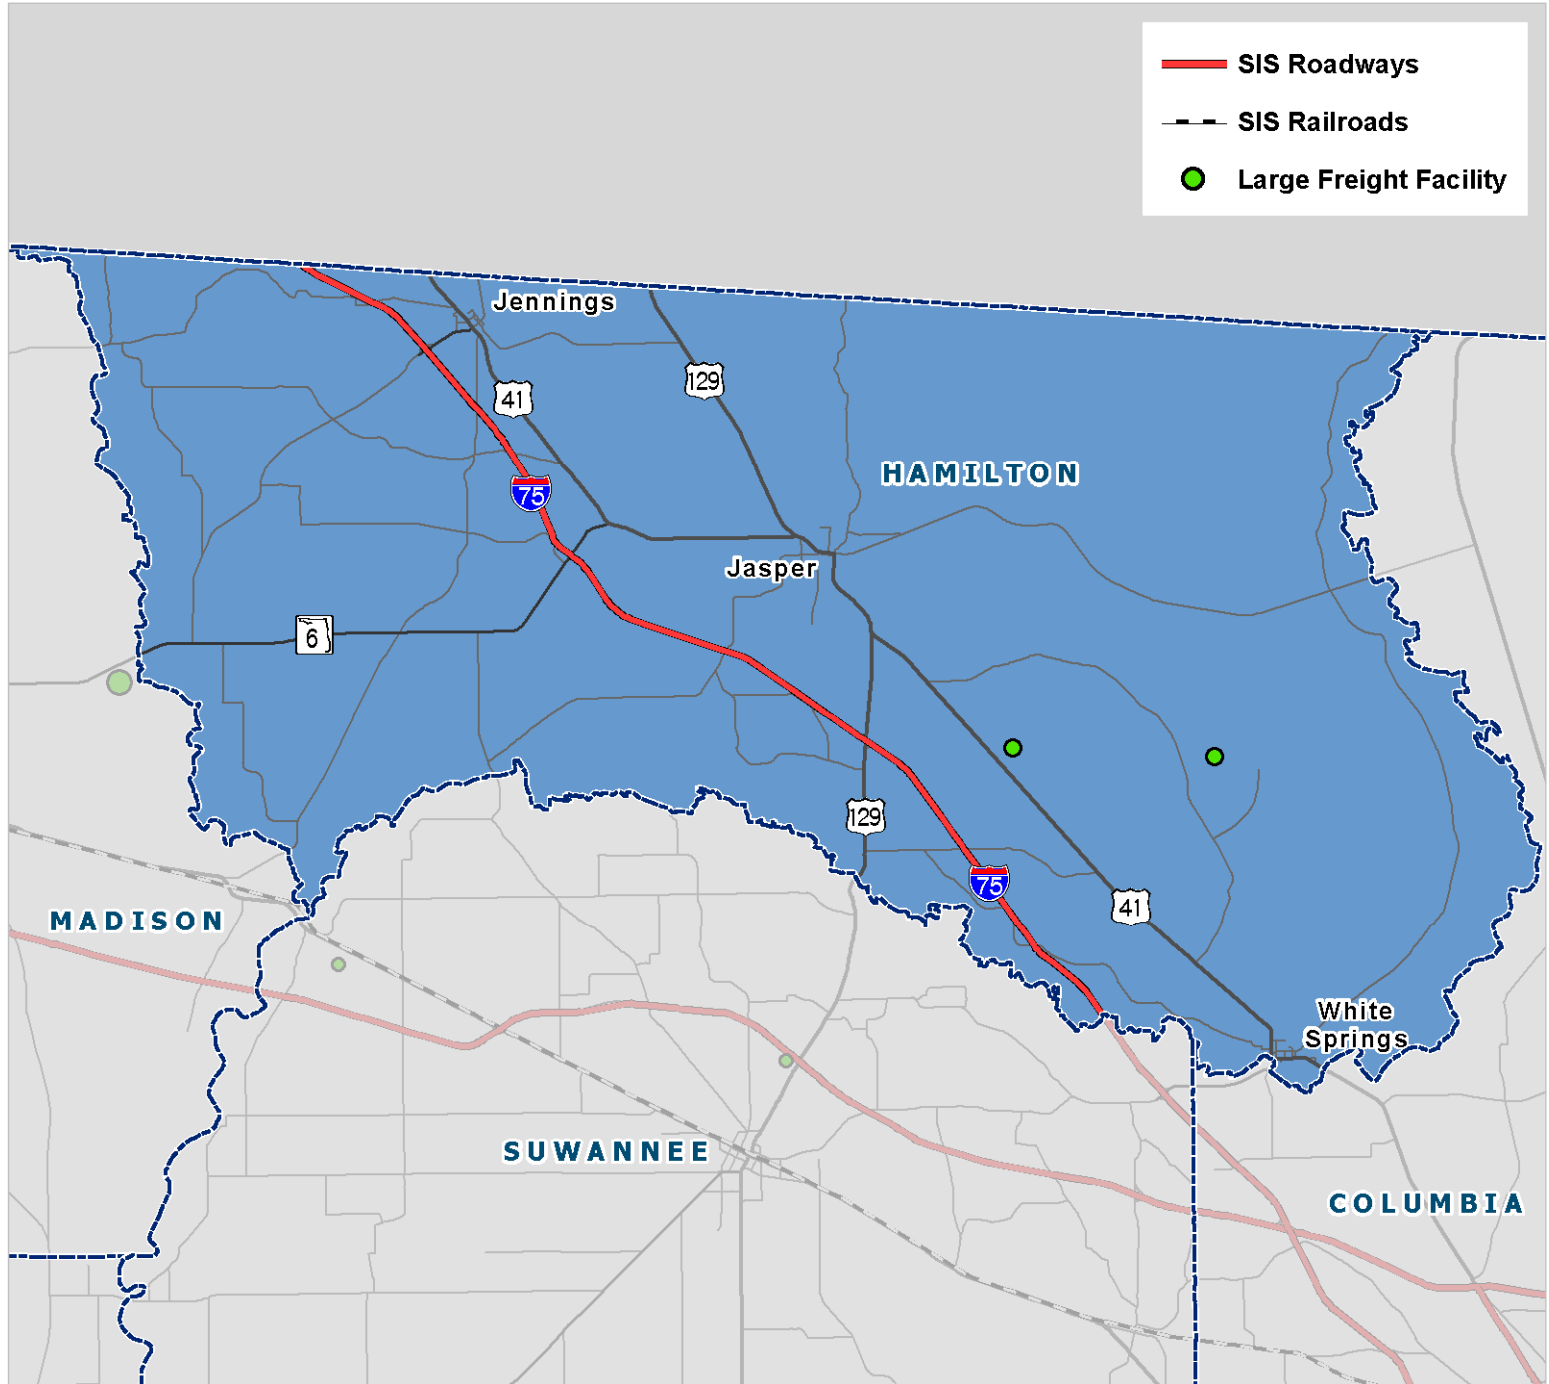 SIS Roadways
SIS Railroads
Large Freight Facility
Jennings
129
41
HAMILTON
75
Jasper
6
129
75
41
MADISON
White
Springs
SUWANNEE
COLUMBIA